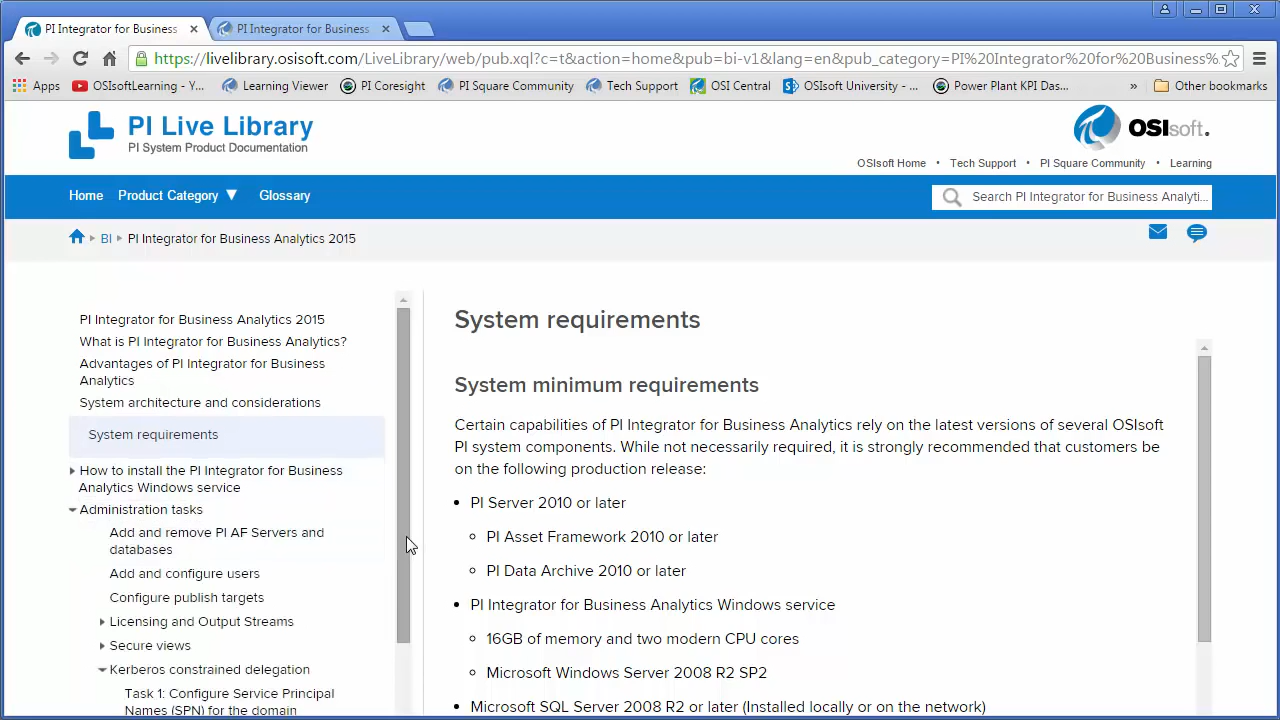 PI Integrator for Business
PI Integrator for Business
https://livelibrary.osisoft.com/LiveLibrary/web/pub.xql?c=t&action=home&pub=bi-v1&lang=en&pub_category=PI%20Integrator%20for%20Business%
Apps
OSIsoftLearning - Y...
Learning Viewer
PI Coresight
PI Square Community
Tech Support
OSI Central
OSIsoft University - ...
Power Plant KPI Das...
»
Other bookmarks
PI Live Library
PI System Product Documentation
OSIsoft.
OSIsoft Home • Tech Support • PI Square Community • Learning
Home Product Category ▼ Glossary
Search PI Integrator for Business Analyti...
BI PI Integrator for Business Analytics 2015
PI Integrator for Business Analytics 2015
What is PI Integrator for Business Analytics?
Advantages of PI Integrator for Business
Analytics
System architecture and considerations
System requirements
How to install the PI Integrator for Business
Analytics Windows service
Administration tasks
Add and remove PI AF Servers and
databases
Add and configure users
Configure publish targets
Licensing and Output Streams
Secure views
Kerberos constrained delegation
Task 1: Configure Service Principal
Names (SPN) for the domain
System requirements
System minimum requirements
Certain capabilities of PI Integrator for Business Analytics rely on the latest versions of several OSIsoft
PI system components. While not necessarily required, it is strongly recommended that customers be
on the following production release:
• PI Server 2010 or later
◦ PI Asset Framework 2010 or later
◦ PI Data Archive 2010 or later
• PI Integrator for Business Analytics Windows service
◦ 16GB of memory and two modern CPU cores
◦ Microsoft Windows Server 2008 R2 SP2
• Microsoft SQL Server 2008 R2 or later (Installed locally or on the network)